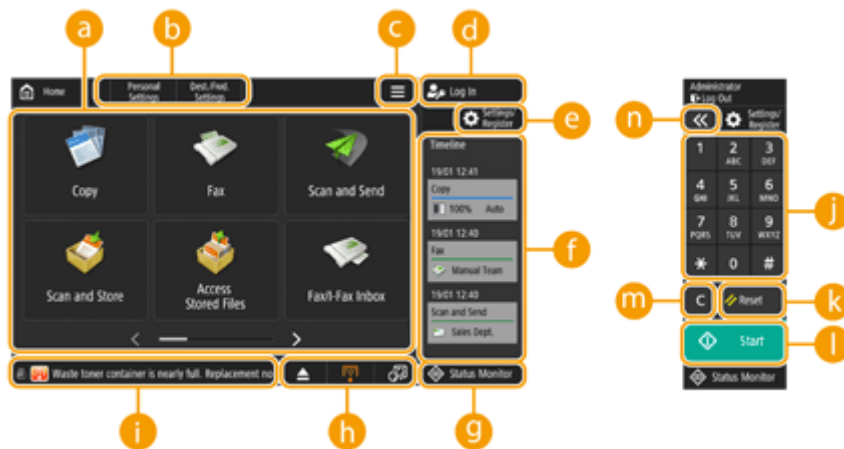 a
b
c
d
Home
Personal
Settings
Dest./Fwd.
Settings
Log In
Administrator
Log Out
Settings/
Register
e
n
Settings/
Register
Timeline
Copy
Fax
Scan and Send
19/01 12:41
Copy
100% Auto
19/01 12:40
Fax
Manual Team
f
19/01 12:40
Scan and Send
Sales Dept.
Scan and Store
Access
Stored Files
Fax/I-Fax Inbox
1 2 3
ABC DEF
4 5 6
GHI JKL MNO
7 8 9
PQRS TUV WXYZ
* 0 #
j
m
C
Reset
k
Start
l
Waste toner container is nearly full. Replacement no
Status Monitor
Status Monitor
i
h
g